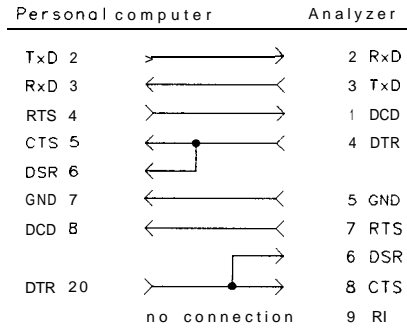 Personal computer Analyzer
TxD 2 2 RxD
RxD 3 3 TxD
RTS 4 1 DCD
CTS 5 4 DTR
DSR 6
GND 7 5 GND
DCD 8 7 RTS
6 DSR
DTR 20 8 CTS
no connection 9 RI